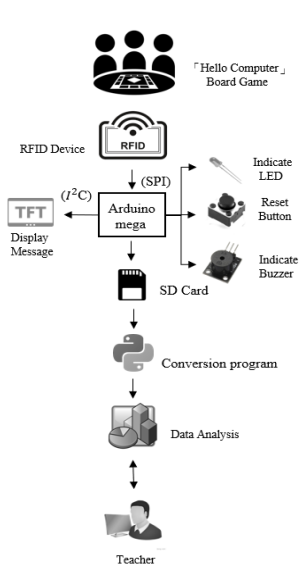 「Hello Computer」
Board Game
RFID
RFID Device
(I²C)
(SPI)
Indicate
LED
TFT
Arduino
mega
Reset
Button
Display
Message
Indicate
Buzzer
SD Card
Conversion program
Data Analysis
Teacher